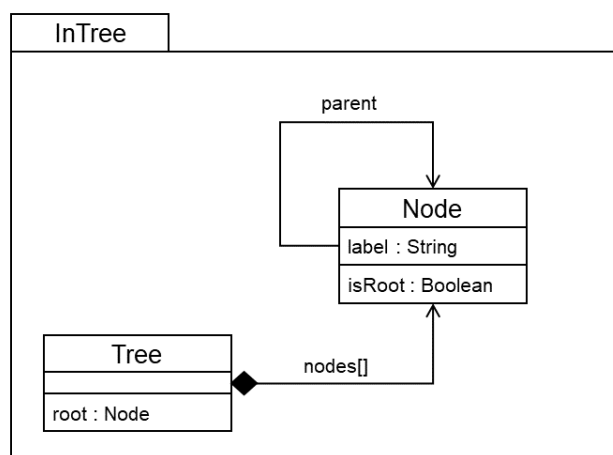 InTree
parent
Node
label : String
isRoot : Boolean
Tree
nodes[]
root : Node